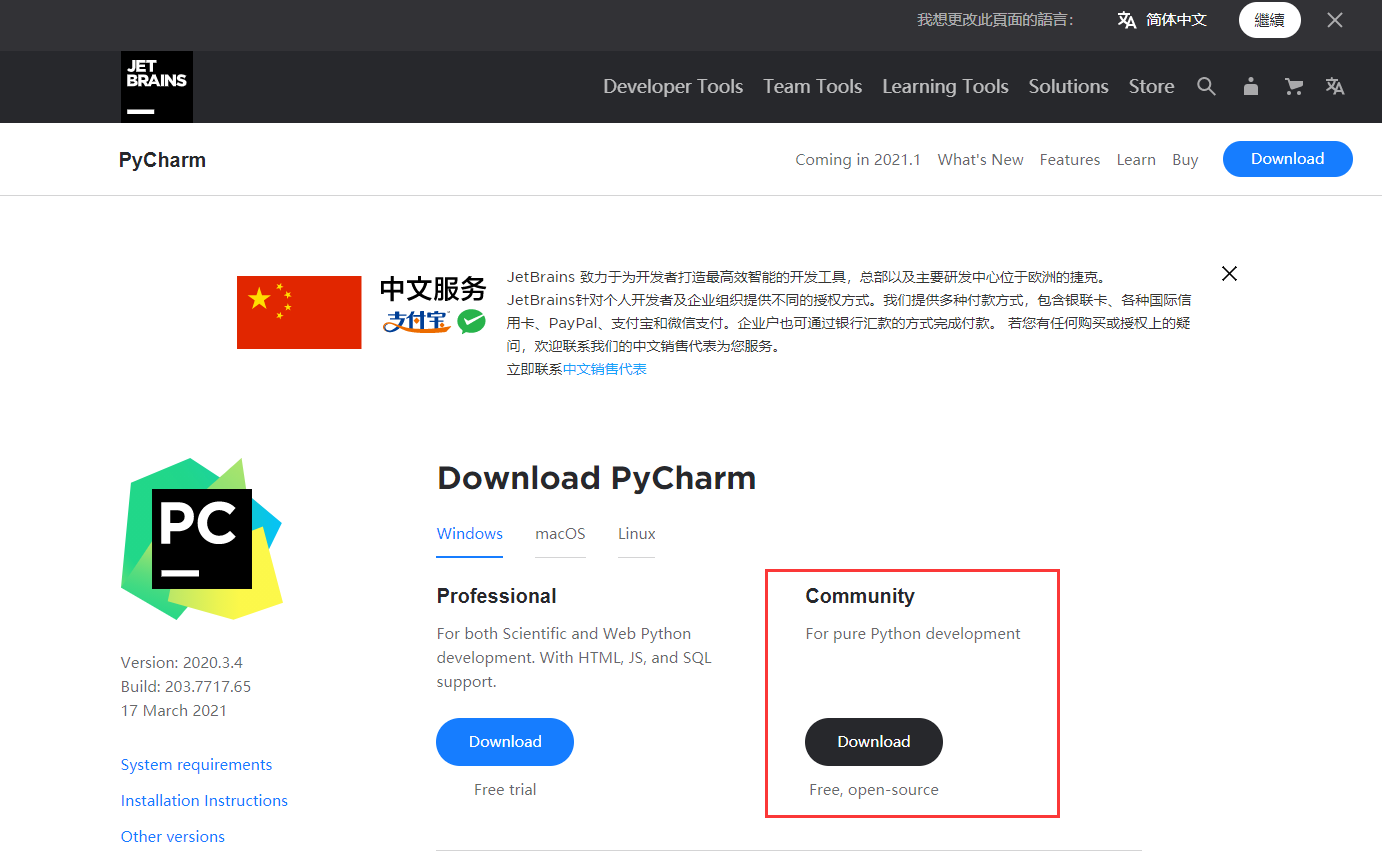 我想更改此頁面的語言：
简体中文
繼續
JET
BRAINS
Developer Tools
Team Tools
Learning Tools
Solutions
Store
PyCharm
Coming in 2021.1
What's New
Features
Learn
Buy
Download
中文服务
支付宝
JetBrains 致力于为开发者打造最高效智能的开发工具，总部以及主要研发中心位于欧洲的捷克。
JetBrains针对个人开发者及企业组织提供不同的授权方式。我们提供多种付款方式，包含银联卡、各种国际信
用卡、PayPal、支付宝和微信支付。企业户也可通过银行汇款的方式完成付款。 若您有任何购买或授权上的疑
问，欢迎联系我们的中文销售代表为您服务。
立即联系中文销售代表
PC
Download PyCharm
Windows
macOS
Linux
Professional
For both Scientific and Web Python
development. With HTML, JS, and SQL
support.
Download
Free trial
Community
For pure Python development
Download
Free, open-source
Version: 2020.3.4
Build: 203.7717.65
17 March 2021
System requirements
Installation Instructions
Other versions